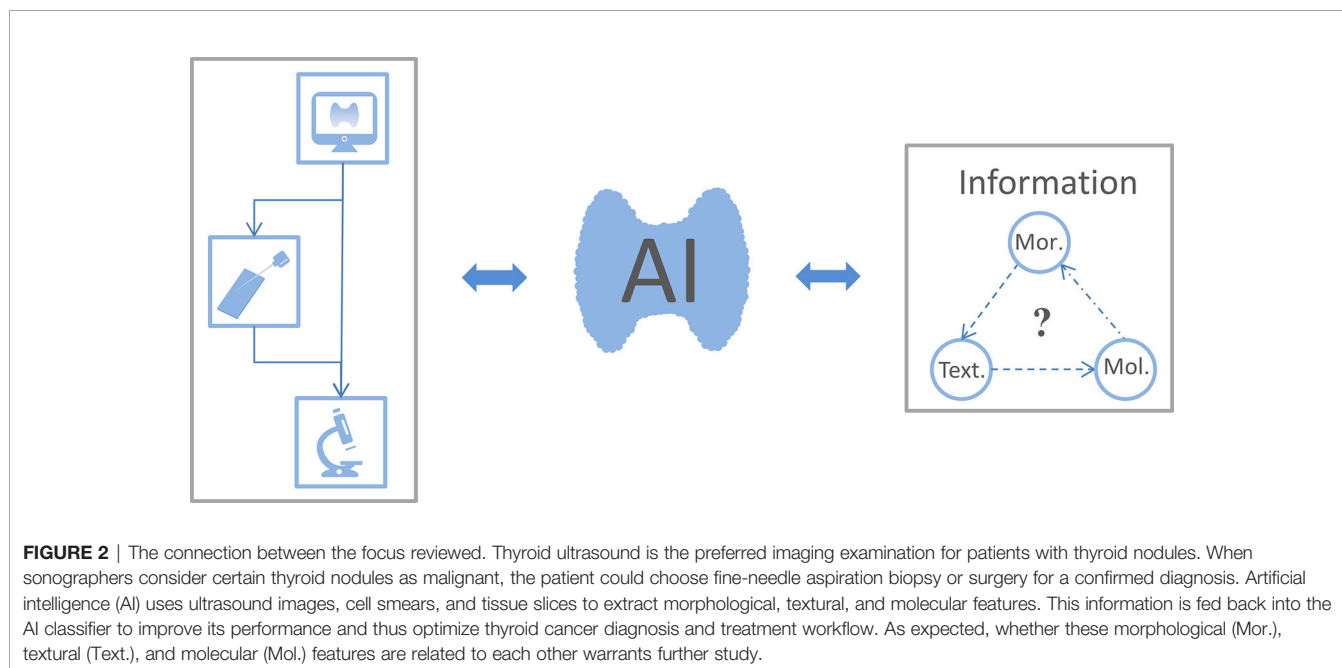 AI
Information
Mor.
?
Text.
Mol.
FIGURE 2 | The connection between the focus reviewed. Thyroid ultrasound is the preferred imaging examination for patients with thyroid nodules. When
sonographers consider certain thyroid nodules as malignant, the patient could choose fine-needle aspiration biopsy or surgery for a confirmed diagnosis. Artificial
intelligence (AI) uses ultrasound images, cell smears, and tissue slices to extract morphological, textural, and molecular features. This information is fed back into the
AI classifier to improve its performance and thus optimize thyroid cancer diagnosis and treatment workflow. As expected, whether these morphological (Mor.),
textural (Text.), and molecular (Mol.) features are related to each other warrants further study.